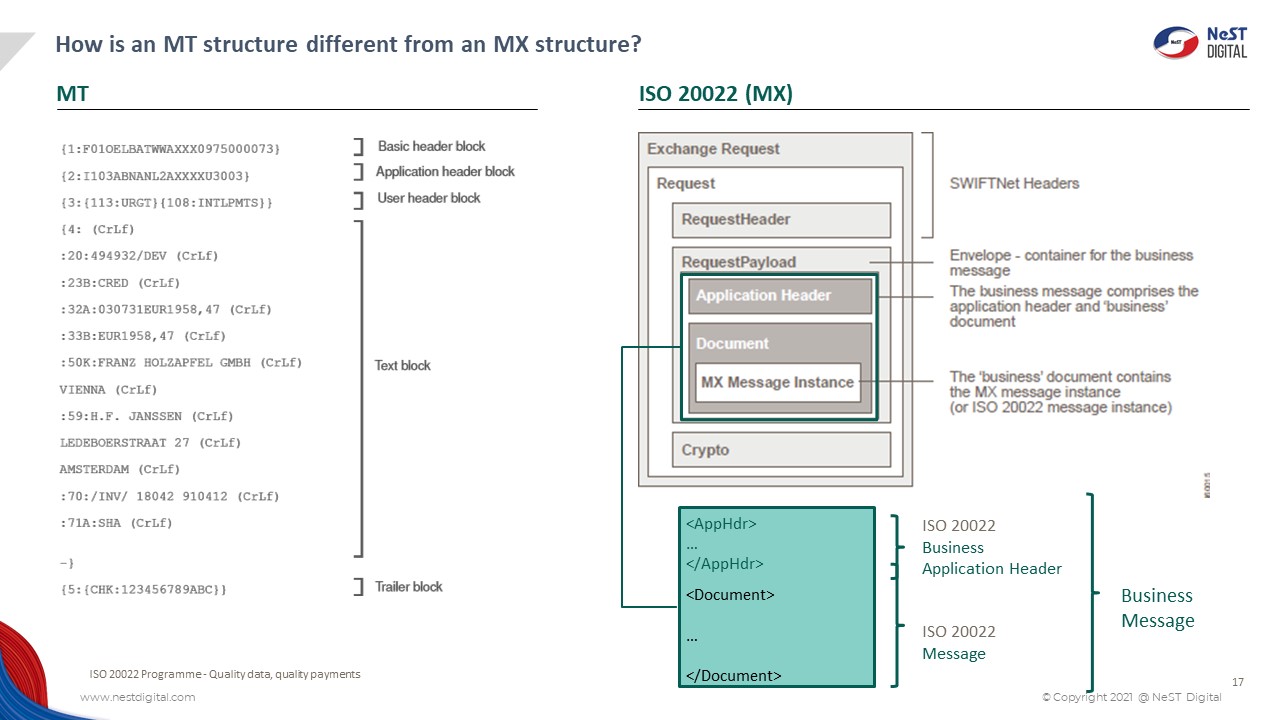 How is an MT structure different from an MX structure?
NeST
DIGITAL
MT
{1:F01OELBATWWAXXX0975000073}
Basic header block
{2:I103ABNANL2AXXXXU3003}
Application header block
{3:{113:URGT}{108:INTLPMTS}}
User header block
{4: (CrLf)
:20:494932/DEV (CrLf)
:23B:CRED (CrLf)
:32A:030731EUR1958,47 (CrLf)
:33B:EUR1958,47 (CrLf)
:50K:FRANZ HOLZAPFEL GMBH (CrLf)
VIENNA (CrLf)
:59:H.F. JANSSEN (CrLf)
LEDEBOERSTRAAT 27 (CrLf)
AMSTERDAM (CrLf)
:70:/INV/ 18042 910412 (CrLf)
:71A:SHA (CrLf)
–}
Text block
{5:{CHK:123456789ABC}}
Trailer block
ISO 20022 (MX)
Exchange Request
Request
RequestHeader
SWIFTNet Headers
RequestPayload
Envelope - container for the business
message
Application Header
The business message comprises the
application header and ‘business’
document
Document
MX Message Instance
The ‘business’ document contains
the MX message instance
(or ISO 20022 message instance)
Crypto
<AppHdr>
...
</AppHdr>
<Document>
...
</Document>
ISO 20022
Business
Application Header
ISO 20022
Message
Business
Message
ISO 20022 Programme - Quality data, quality payments
www.nestdigital.com
17
© Copyright 2021 @ NeST Digital